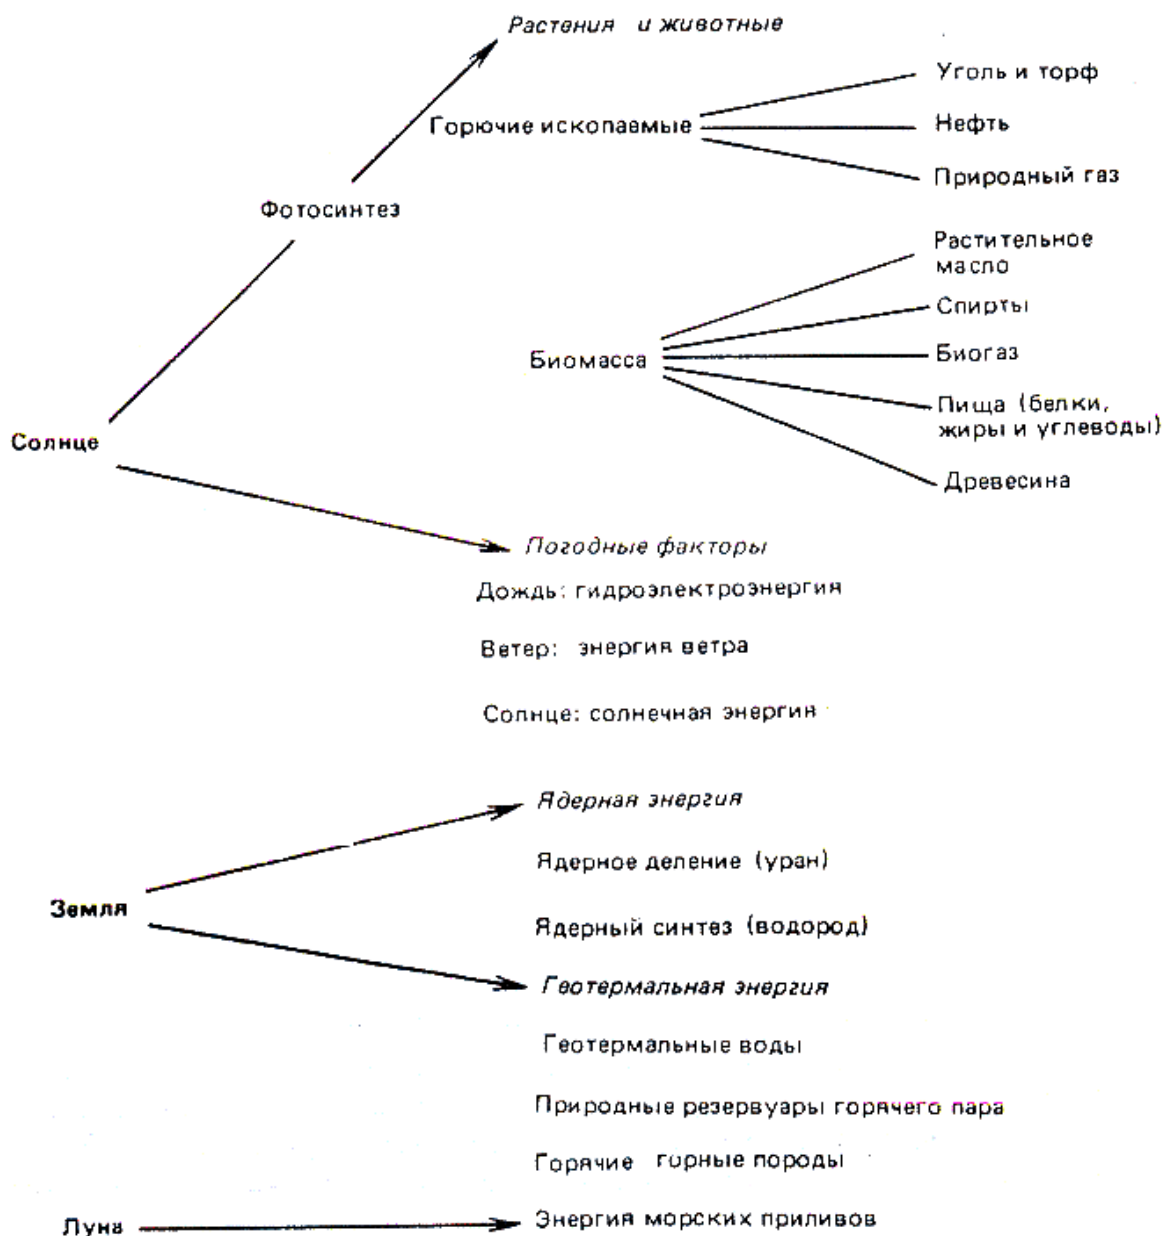 Растения и животные
Уголь и торф
Горючие ископаемые
Нефть
Природный газ
Фотосинтез
Растительное
масло
Спирты
Биомасса
Биогаз
Пища (белки,
жиры и углеводы)
Солнце
Древесина
Погодные факторы
Дождь: гидроэлектроэнергия
Ветер: энергия ветра
Солнце: солнечная энергия
Ядерная энергия
Ядерное деление (уран)
Земля
Ядерный синтез (водород)
Геотермальная энергия
Геотермальные воды
Природные резервуары горячего пара
Горячие горные породы
Луна
Энергия морских приливов